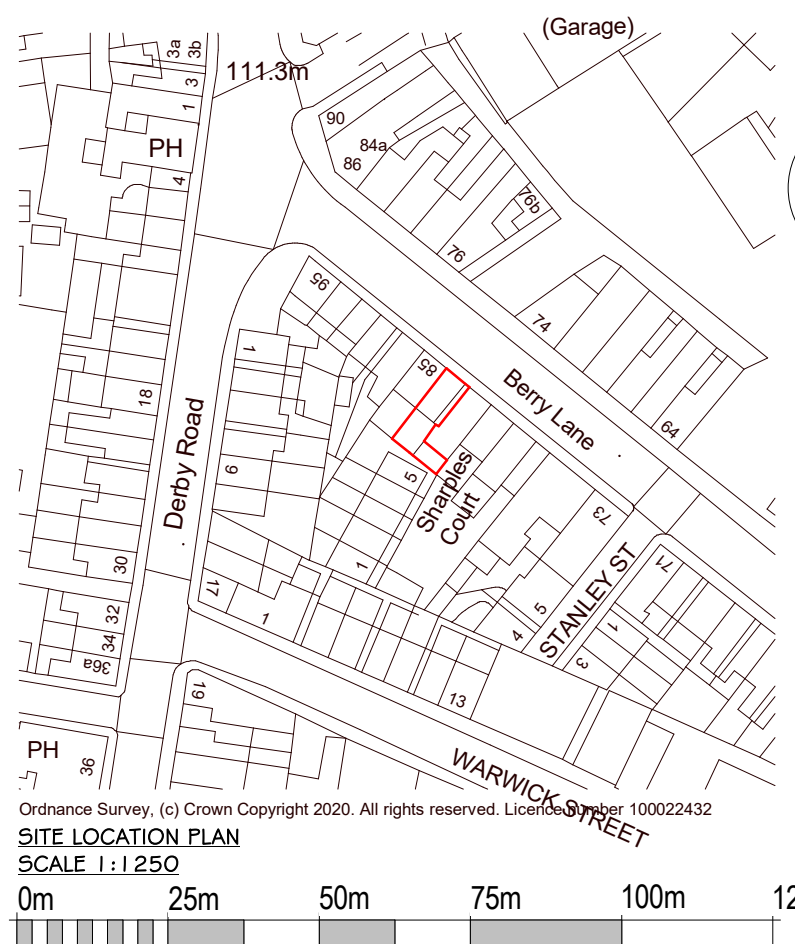 (Garage)
3a
3b
111.3m
3
1
90
PH
84a
86
4
76b
76
95
74
1
85
Berry Lane
18
64
Derby Road
9
5
Sharples
Court
73
30
1
71
17
STANLEY ST
32
1
5
1
34
4
3
36a
19
13
PH
36
WARWICK STREET
Ordnance Survey, (c) Crown Copyright 2020. All rights reserved. Licence number 100022432
SITE LOCATION PLAN
SCALE 1:1250
0m 25m 50m 75m 100m 12